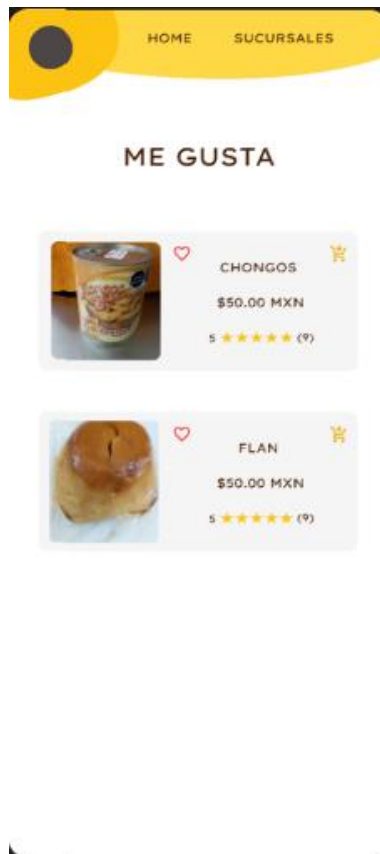 HOME SUCURSALES
ME GUSTA
CHONGOS
$50.00 MXN
5 ★★★★★ (9)
FLAN
$50.00 MXN
5 ★★★★★ (9)